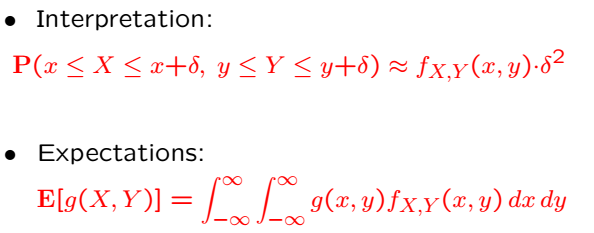 • Interpretation:
P(x ≤ X ≤ x+δ, y ≤ Y ≤ y+δ) ≈ f_{X,Y}(x, y)·δ²
• Expectations:
E[g(X, Y)] = ∫_{−∞}^{∞} ∫_{−∞}^{∞} g(x, y) f_{X,Y}(x, y) dx dy